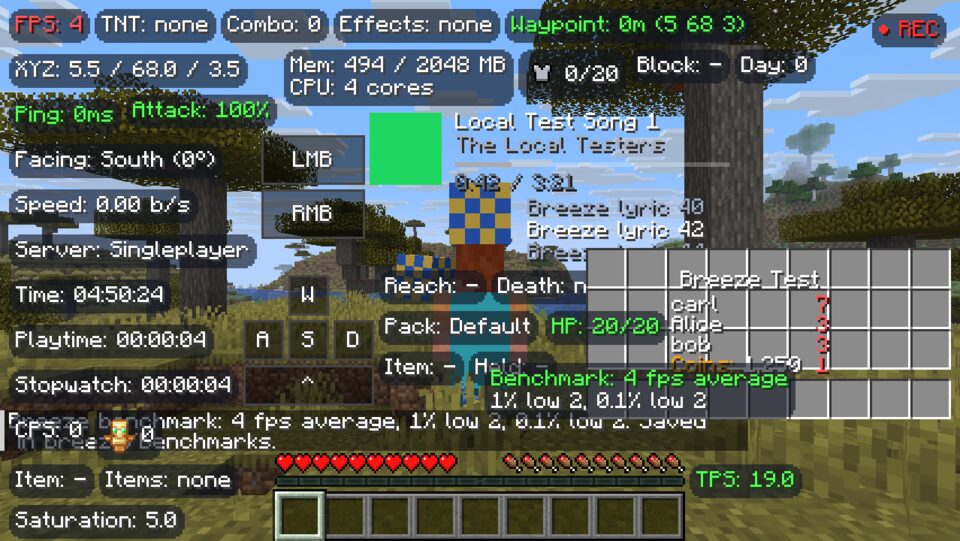 FPS: 4
TNT: none
Combo: 0
Effects: none
Waypoint: 0m (5 68 3)
● REC
XYZ: 5.5 / 68.0 / 3.5
Mem: 494 / 2048 MB
CPU: 4 cores
0/20
Block: -
Day: 0
Ping: 0ms
Attack: 100%
Local Test Song 1
The Local Testers
Facing: South (0°)
LMB
0:42 / 3:21
Speed: 0.00 b/s
RMB
Breeze lyric 40
Breeze lyric 42
Server: Singleplayer
Time: 04:50:24
W
Reach: -
Death:
Breeze Test
carl 7
Alice 3
bob 3
Coins: 1,250 1
Playtime: 00:00:04
A
S
D
Pack: Default
HP: 20/20
Stopwatch: 00:00:04
^
Item: -
Held: -
Benchmark: 4 fps average
1% low 2, 0.1% low 2
Breeze benchmark: 4 fps average, 1% low 2, 0.1% low 2. Saved
in Breeze Benchmarks.
CPS: 0
0
Item: -
Items: none
TPS: 19.0
Saturation: 5.0